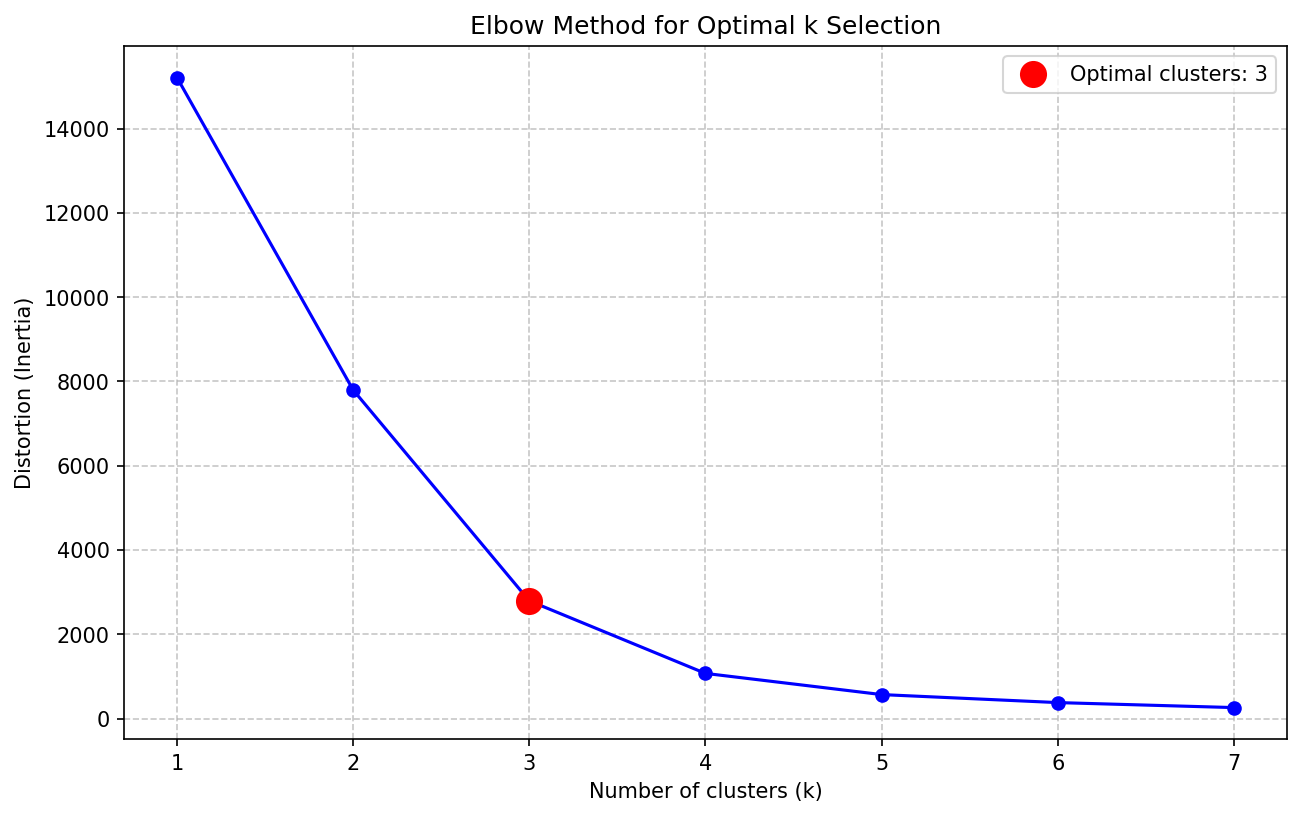 Elbow Method for Optimal k Selection
Optimal clusters: 3
Distortion (Inertia)
14000
12000
10000
8000
6000
4000
2000
0
1 2 3 4 5 6 7
Number of clusters (k)